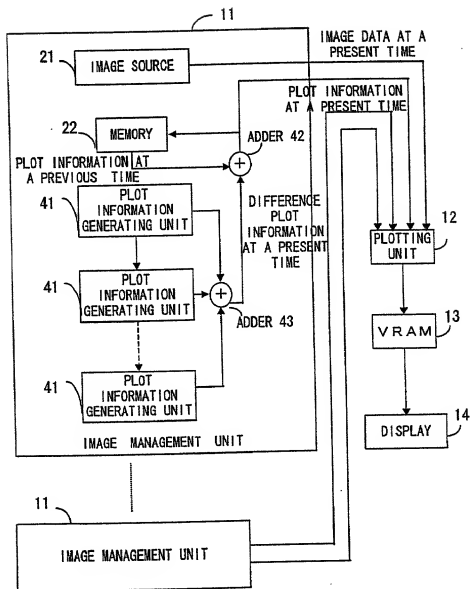 11
IMAGE DATA AT A
PRESENT TIME
21
IMAGE SOURCE
PLOT INFORMATION
AT A PRESENT TIME
22
MEMORY
ADDER 42
PLOT INFORMATION AT
A PREVIOUS TIME
41
PLOT
INFORMATION
GENERATING UNIT
DIFFERENCE
PLOT
INFORMATION
AT A PRESENT
TIME
12
PLOTTING
UNIT
41
PLOT
INFORMATION
GENERATING UNIT
+
+
ADDER 43
13
VRAM
41
PLOT
INFORMATION
GENERATING UNIT
14
DISPLAY
IMAGE MANAGEMENT UNIT
11
IMAGE MANAGEMENT UNIT